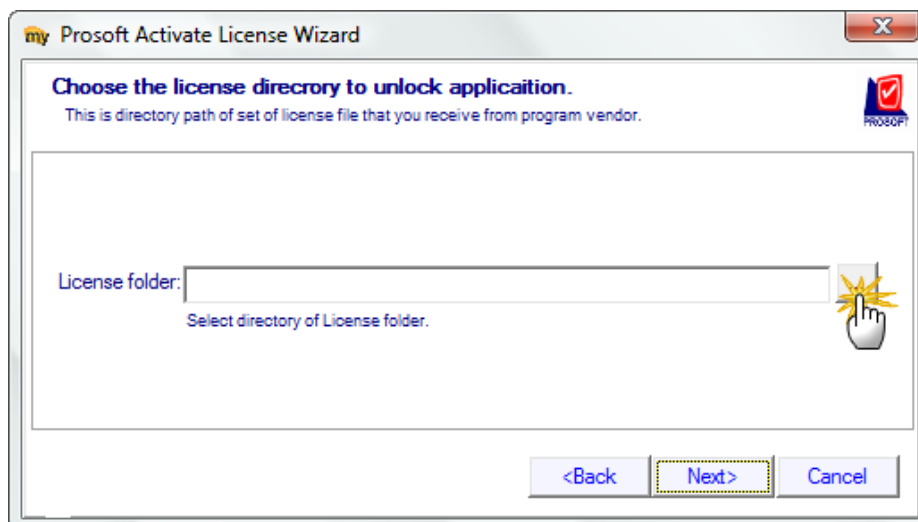 my Prosoft Activate License Wizard
Choose the license direcrory to unlock applicaition.
This is directory path of set of license file that you receive from program vendor.
PROSOFT
License folder:
Select directory of License folder.
<Back Next> Cancel